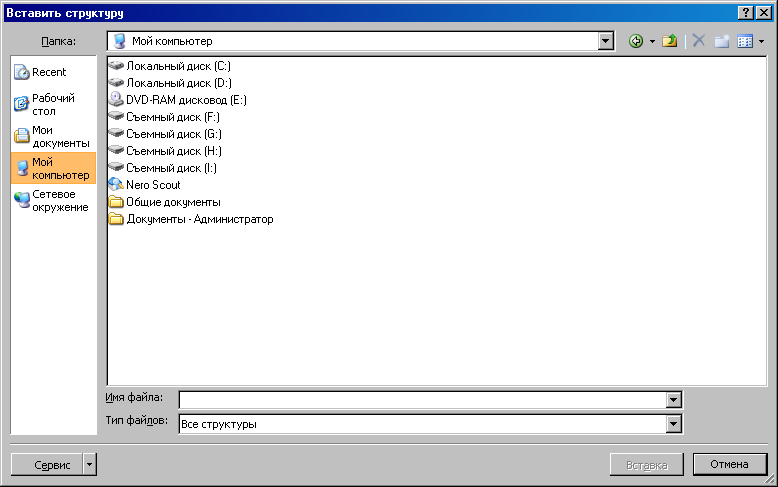 Вставить структуру
Папка:
Мой компьютер
Recent
Рабочий
стол
Мои
документы
Мой
компьютер
Сетевое
окружение
Локальный диск (C:)
Локальный диск (D:)
DVD-RAM дисковод (E:)
Съемный диск (F:)
Съемный диск (G:)
Съемный диск (H:)
Съемный диск (I:)
Nero Scout
Общие документы
Документы - Администратор
Имя файла:
Тип файлов:
Все структуры
Сервис
Вставка
Отмена